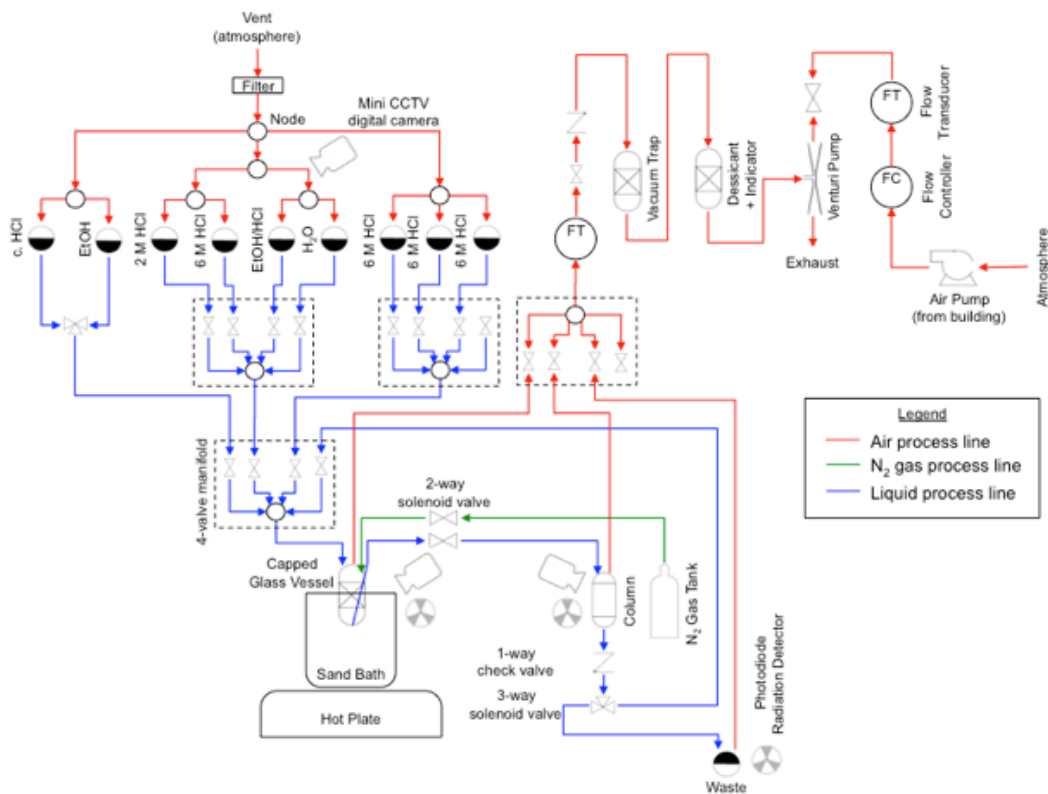 Vent
(atmosphere)
Filter
Node
Mini CCTV
digital camera
c. HCl
EtOH
2 M HCl
6 M HCl
EtOH/HCl
H₂O
6 M HCl
6 M HCl
6 M HCl
FT
Vacuum Trap
Dessicant
+ Indicator
Venturi Pump
Exhaust
FT
Flow
Transducer
FC
Flow
Controller
Air Pump
(from building)
Atmosphere
4-valve manifold
2-way
solenoid valve
Capped
Glass Vessel
Sand Bath
Hot Plate
Column
N₂ Gas Tank
1-way
check valve
3-way
solenoid valve
Waste
Photodiode
Radiation Detector
Legend
Air process line
N₂ gas process line
Liquid process line